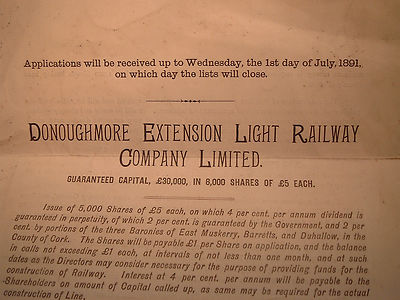 Applications will be received up to Wednesday, the 1st day of July, 1891,
on which day the lists will close.
DONOUGHMORE EXTENSION LIGHT RAILWAY
COMPANY LIMITED.
GUARANTEED CAPITAL, £30,000, IN 6,000 SHARES OF £5 EACH.
Issue of 5,000 Shares of £5 each, on which 4 per cent. per annum dividend is
guaranteed in perpetuity, of which 2 per cent. is guaranteed by the Government, and 2 per
cent. by portions of the three Baronies of East Muskerry, Barretts, and Duhallow, in the
County of Cork. The Shares will be payable £1 per Share on application, and the balance
in calls not exceeding £1 each, at intervals of not less than one month, and at such
dates as the Directors may consider necessary for the purpose of providing funds for the
construction of Railway. Interest at 4 per cent. per annum will be payable to the
Shareholders on amount of Capital called up, as same may be required for the actual
construction of Line.